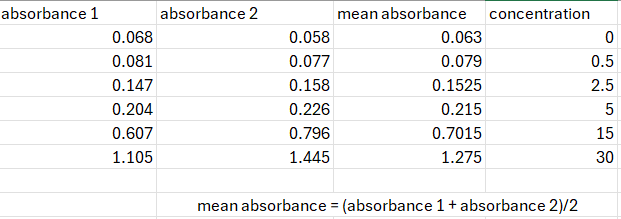 absorbance 1 absorbance 2 mean absorbance concentration
0.068 0.058 0.063 0
0.081 0.077 0.079 0.5
0.147 0.158 0.1525 2.5
0.204 0.226 0.215 5
0.607 0.796 0.7015 15
1.105 1.445 1.275 30
mean absorbance = (absorbance 1 + absorbance 2)/2